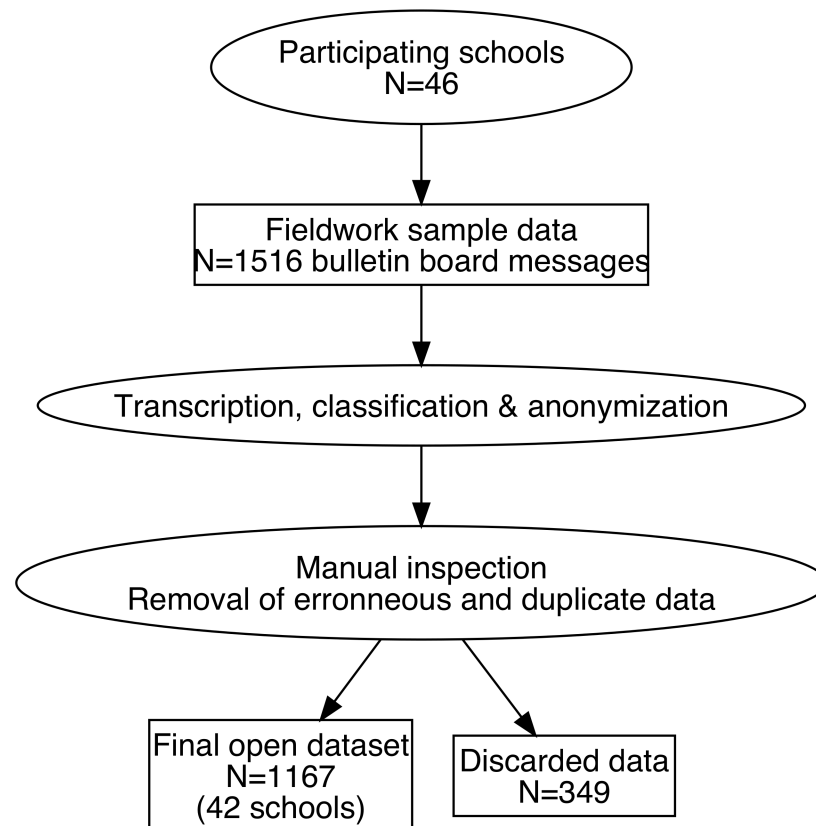 Participating schools
N=46
Fieldwork sample data
N=1516 bulletin board messages
Transcription, classification & anonymization
Manual inspection
Removal of erronneous and duplicate data
Final open dataset
N=1167
(42 schools)
Discarded data
N=349